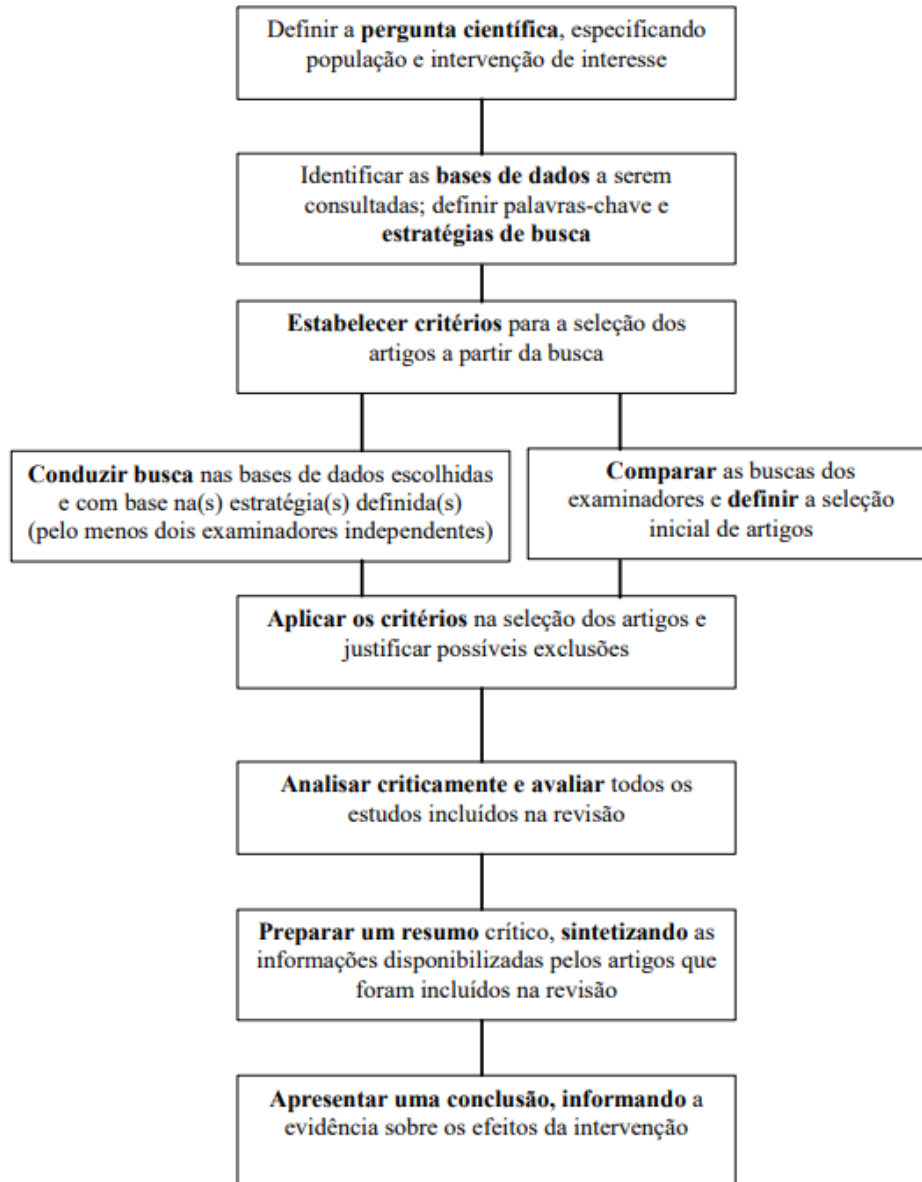 Definir a pergunta científica, especificando
população e intervenção de interesse
Identificar as bases de dados a serem
consultadas; definir palavras-chave e
estratégias de busca
Estabelecer critérios para a seleção dos
artigos a partir da busca
Conduzir busca nas bases de dados escolhidas
e com base na(s) estratégia(s) definida(s)
(pelo menos dois examinadores independentes)
Comparar as buscas dos
examinadores e definir a seleção
inicial de artigos
Aplicar os critérios na seleção dos artigos e
justificar possíveis exclusões
Analisar criticamente e avaliar todos os
estudos incluídos na revisão
Preparar um resumo crítico, sintetizando as
informações disponibilizadas pelos artigos que
foram incluídos na revisão
Apresentar uma conclusão, informando a
evidência sobre os efeitos da intervenção